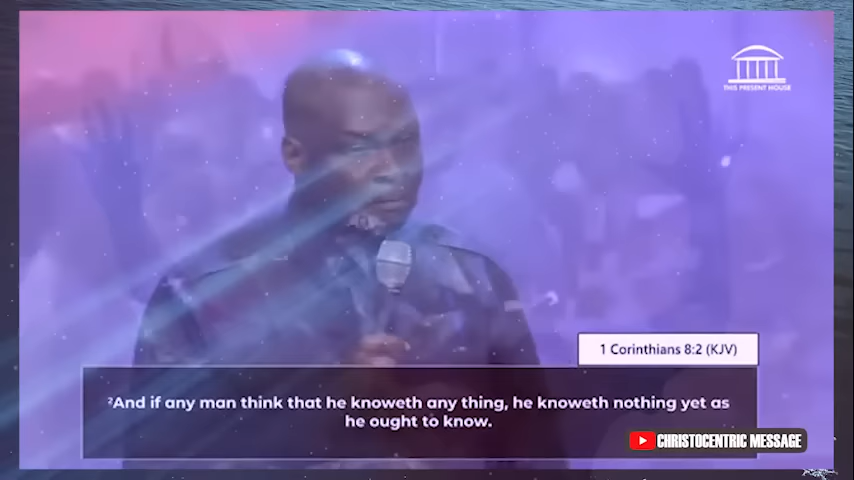 THIS PRESENT HOUSE
1 Corinthians 8:2 (KJV)
²And if any man think that he knoweth any thing, he knoweth nothing yet as
he ought to know.
CHRISTOCENTRIC MESSAGE